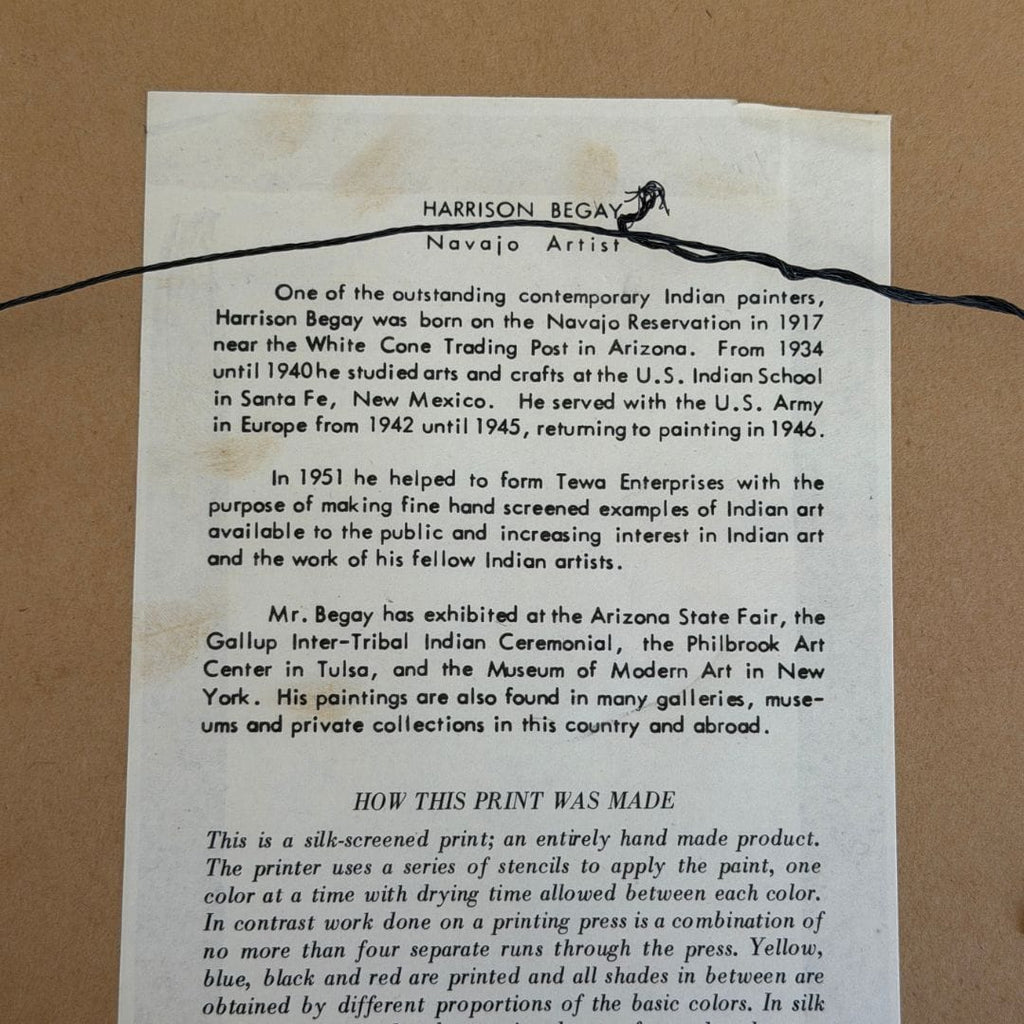 HARRISON BEGAY
Navajo Artist
One of the outstanding contemporary Indian painters,
Harrison Begay was born on the Navajo Reservation in 1917
near the White Cone Trading Post in Arizona. From 1934
until 1940 he studied arts and crafts at the U.S. Indian School
in Santa Fe, New Mexico. He served with the U.S. Army
in Europe from 1942 until 1945, returning to painting in 1946.
In 1951 he helped to form Tewa Enterprises with the
purpose of making fine hand screened examples of Indian art
available to the public and increasing interest in Indian art
and the work of his fellow Indian artists.
Mr. Begay has exhibited at the Arizona State Fair, the
Gallup Inter-Tribal Indian Ceremonial, the Philbrook Art
Center in Tulsa, and the Museum of Modern Art in New
York. His paintings are also found in many galleries, muse-
ums and private collections in this country and abroad.
HOW THIS PRINT WAS MADE
This is a silk-screened print; an entirely hand made product.
The printer uses a series of stencils to apply the paint, one
color at a time with drying time allowed between each color.
In contrast work done on a printing press is a combination of
no more than four separate runs through the press. Yellow,
blue, black and red are printed and all shades in between are
obtained by different proportions of the basic colors. In silk